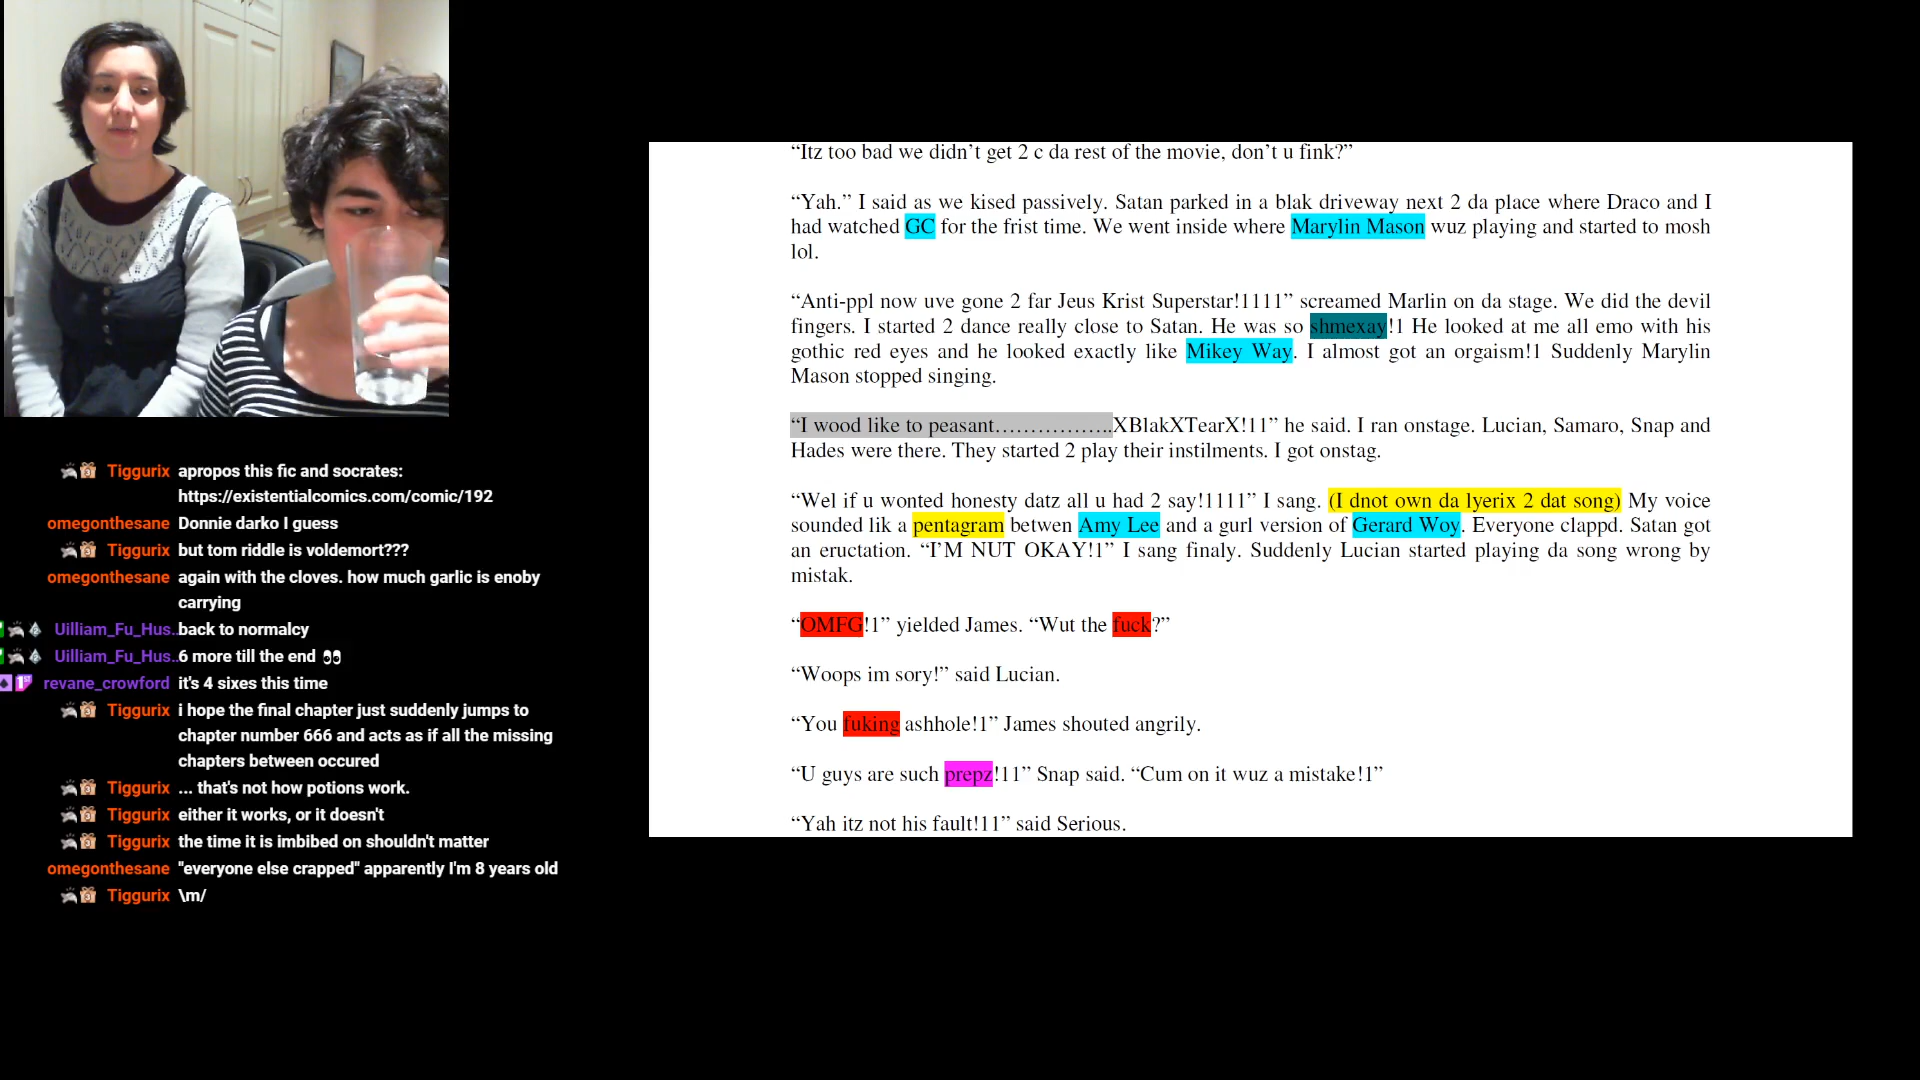 Tiggurix apropos this fic and socrates:
https://existentialcomics.com/comic/192
omegonthesane Donnie darko I guess
Tiggurix but tom riddle is voldemort???
omegonthesane again with the cloves. how much garlic is enoby
carrying
Uilliam_Fu_Hus.. back to normalcy
Uilliam_Fu_Hus.. 6 more till the end 👀
revane_crowford it's 4 sixes this time
Tiggurix i hope the final chapter just suddenly jumps to
chapter number 666 and acts as if all the missing
chapters between occured
Tiggurix ... that's not how potions work.
Tiggurix either it works, or it doesn't
Tiggurix the time it is imbibed on shouldn't matter
omegonthesane "everyone else crapped" apparently I'm 8 years old
Tiggurix \m/
“Itz too bad we didn’t get 2 c da rest of the movie, don’t u fink?”
“Yah.” I said as we kised passively. Satan parked in a blak driveway next 2 da place where Draco and I
had watched GC for the frist time. We went inside where Marylin Mason wuz playing and started to mosh
lol.
“Anti-ppl now uve gone 2 far Jeus Krist Superstar!1111” screamed Marlin on da stage. We did the devil
fingers. I started 2 dance really close to Satan. He was so shmexay!1 He looked at me all emo with his
gothic red eyes and he looked exactly like Mikey Way. I almost got an orgaism!1 Suddenly Marylin
Mason stopped singing.
“I wood like to peasant……………..XBlakXTearX!11” he said. I ran onstage. Lucian, Samaro, Snap and
Hades were there. They started 2 play their instilments. I got onstag.
“Wel if u wonted honesty datz all u had 2 say!1111” I sang. (I dnot own da lyerix 2 dat song) My voice
sounded lik a pentagram betwen Amy Lee and a gurl version of Gerard Woy. Everyone clappd. Satan got
an eructation. “I’M NUT OKAY!1” I sang finaly. Suddenly Lucian started playing da song wrong by
mistak.
“OMFG!1” yielded James. “Wut the fuck?”
“Woops im sory!” said Lucian.
“You fuking ashhole!1” James shouted angrily.
“U guys are such prepz!11” Snap said. “Cum on it wuz a mistake!1”
“Yah itz not his fault!11” said Serious.